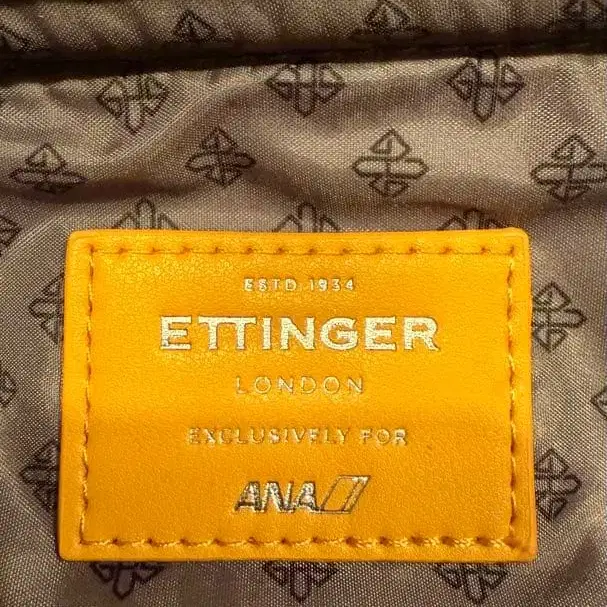 ESTD 1934
ETTINGER
LONDON
EXCLUSIVELY FOR
ANA